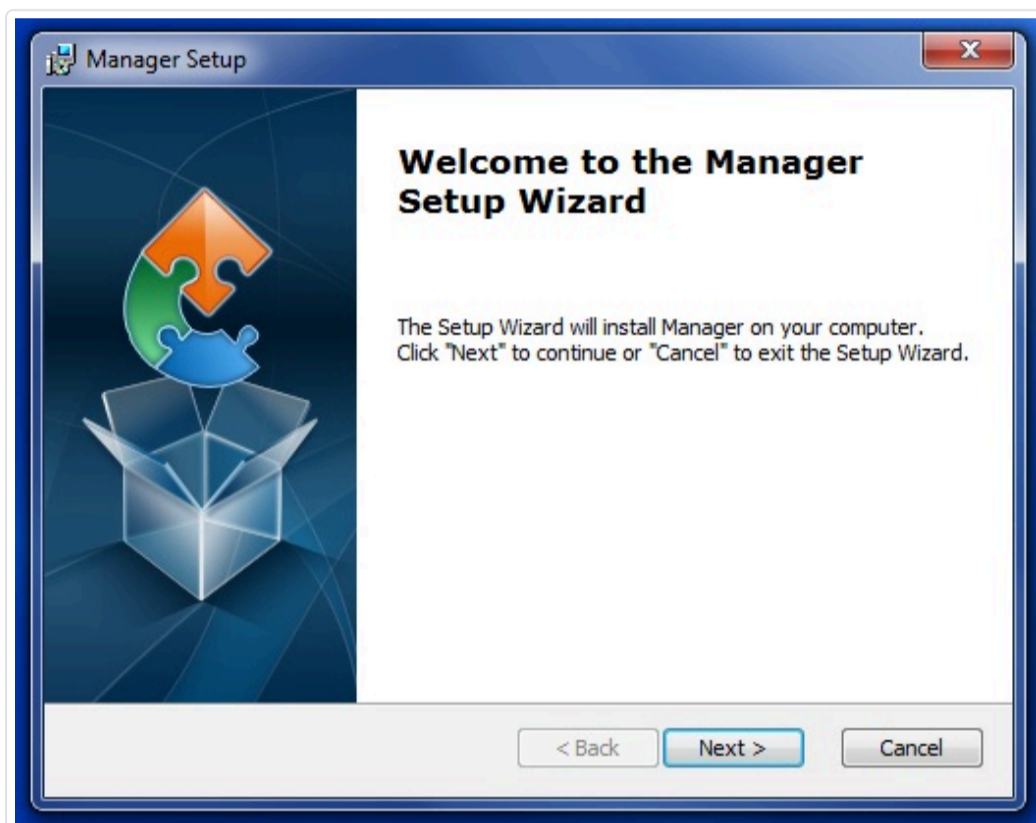 Manager Setup
Welcome to the Manager
Setup Wizard
The Setup Wizard will install Manager on your computer.
Click "Next" to continue or "Cancel" to exit the Setup Wizard.
< Back Next > Cancel